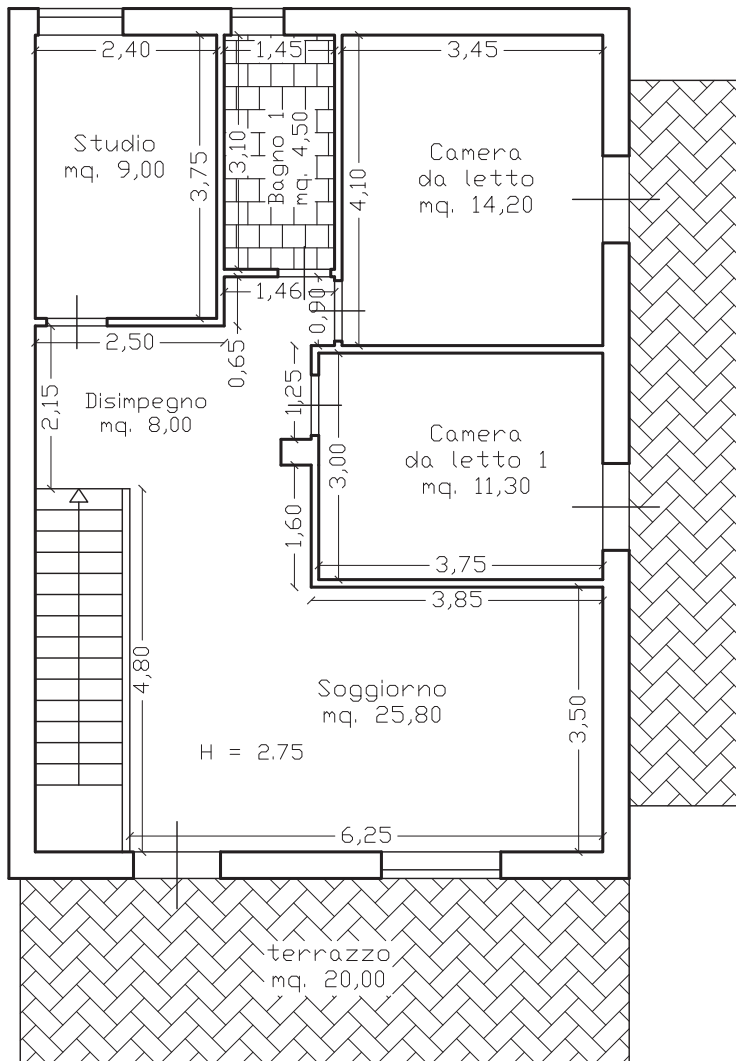 2,40
1,45
3,45
Studio
mq. 9,00
3,75
3,10
Bagno 1
mq. 4,50
4,10
Camera
da letto
mq. 14,20
1,46
0,90
2,50
0,65
2,15
Disimpegno
mq. 8,00
1,25
3,00
Camera
da letto 1
mq. 11,30
1,60
3,75
3,85
4,80
Soggiorno
mq. 25,80
3,50
H = 2.75
6,25
terrazzo
mq. 20,00